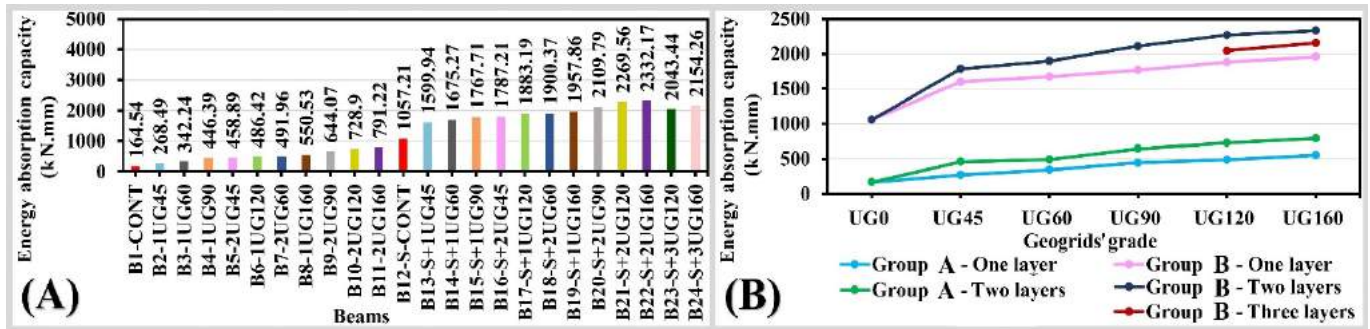 Energy absorption capacity
(kN.mm)
5000
4000
3000
2000
1000
0
164.54
268.49
342.24
446.39
458.89
486.42
491.96
550.53
644.07
728.9
791.22
1057.21
1599.94
1675.27
1767.71
1787.21
1883.19
1900.37
1957.86
2109.79
2269.56
2332.17
2043.44
2154.26
B1-CONT
B2-1UG45
B3-1UG60
B4-1UG90
B5-2UG45
B6-1UG120
B7-2UG60
B8-1UG160
B9-2UG90
B10-2UG120
B11-2UG160
B12-S-CONT
B13-S+1UG45
B14-S+1UG60
B15-S+1UG90
B16-S+2UG45
B17-S+1UG120
B18-S+2UG60
B19-S+1UG160
B20-S+2UG90
B21-S+2UG120
B22-S+2UG160
B23-S+3UG120
B24-S+3UG160
Beams
(A)
Energy absorption capacity
(kN.mm)
2500
2000
1500
1000
500
0
UG0 UG45 UG60 UG90 UG120 UG160
Geogrids' grade
Group A - One layer
Group A - Two layers
Group B - One layer
Group B - Two layers
Group B - Three layers
(B)